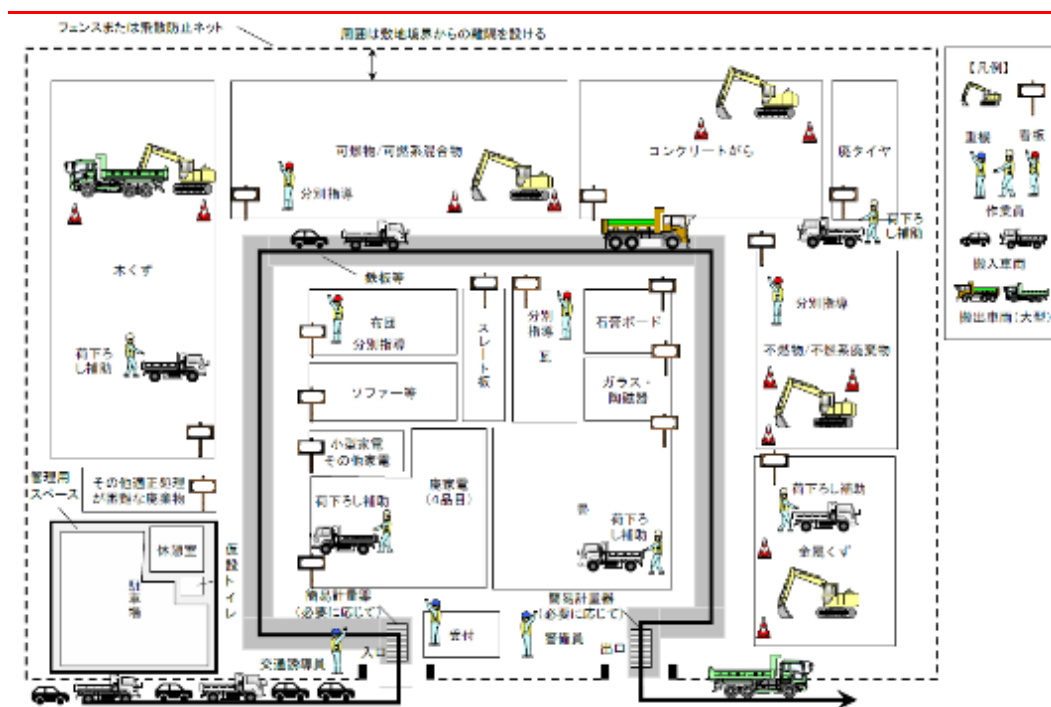 フェンスまたは飛散防止ネット
周囲は敷地境界からの離隔を設ける
【凡例】
重機
看板
作業員
搬入車両
搬出車両(大型)
可燃物/可燃系混合物
コンクリートがら
廃タイヤ
分別指導
荷下ろ
し補助
木くず
鉄板等
布団
分別指導
スレート板
分別
指導
瓦
石膏ボード
分別指導
不燃物/不燃系廃棄物
荷下ろ
し補助
ソファー等
ガラス・
陶磁器
小型家電
その他家電
廃家電
(4品目)
管理用
スペース
その他適正処理
が困難な廃棄物
荷下ろし補助
畳
荷下ろ
し補助
荷下ろし補助
金属くず
休憩室
仮設トイレ
駐車場
簡易計量器
(必要に応じて)
簡易計量器
(必要に応じて)
交通誘導員
入口
受付
警備員
出口